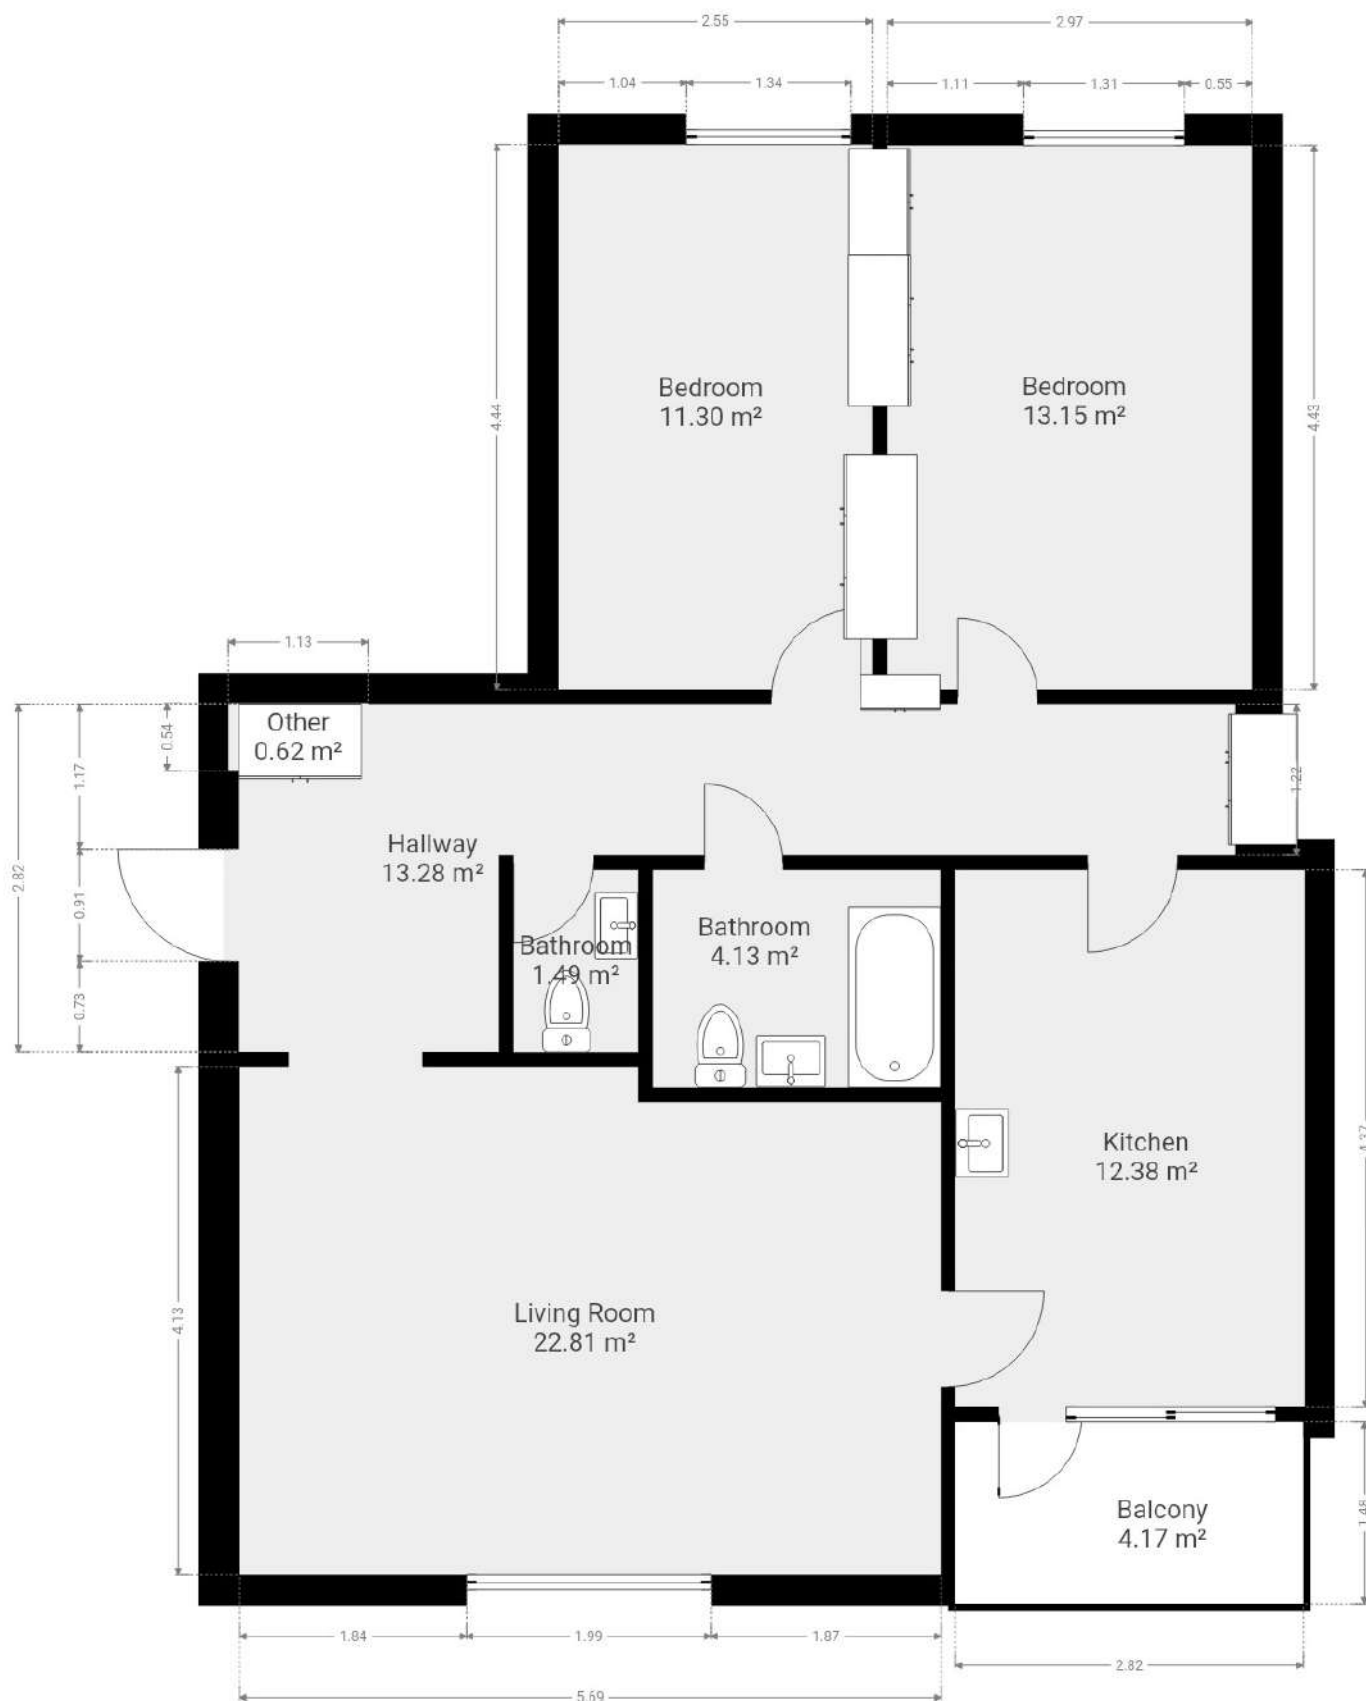 2.55
2.97
1.04
1.34
1.11
1.31
0.55
4.44
4.43
Bedroom
11.30 m²
Bedroom
13.15 m²
1.13
Other
0.62 m²
0.54
1.17
2.82
0.91
0.73
1.22
Hallway
13.28 m²
Bathroom
1.49 m²
Bathroom
4.13 m²
Kitchen
12.38 m²
4.37
4.13
Living Room
22.81 m²
Balcony
4.17 m²
1.48
1.84
1.99
1.87
2.82
5.69